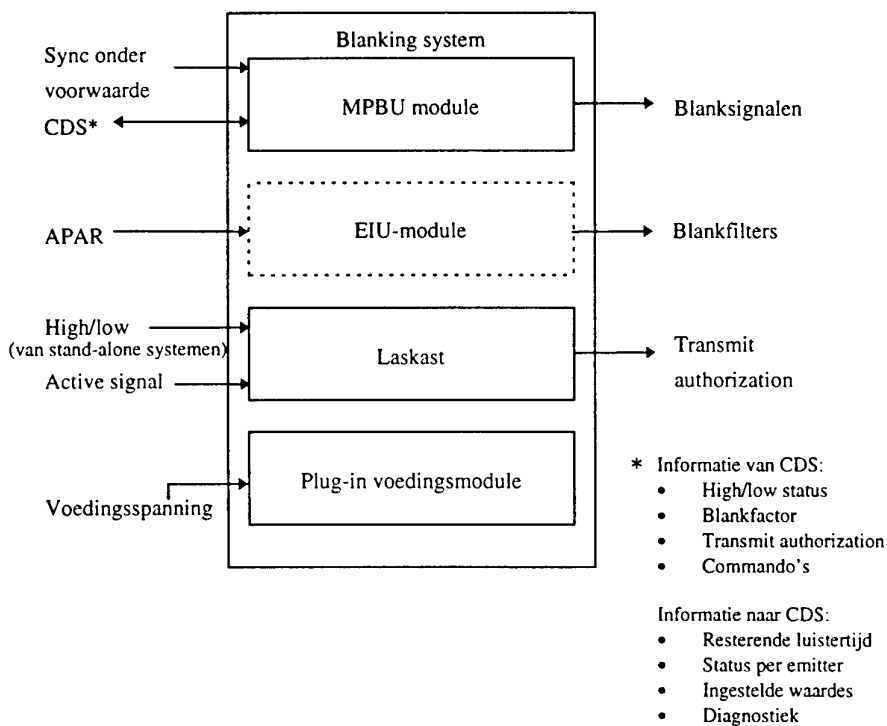 Blanking system
Sync onder
voorwaarde
CDS*
MPBU module
Blanksignalen
APAR
EIU-module
Blankfilters
High/low
(van stand-alone systemen)
Active signal
Laskast
Transmit
authorization
Voedingsspanning
Plug-in voedingsmodule
* Informatie van CDS:
• High/low status
• Blankfactor
• Transmit authorization
• Commando's
Informatie naar CDS:
• Resterende luistertijd
• Status per emitter
• Ingestelde waardes
• Diagnostiek